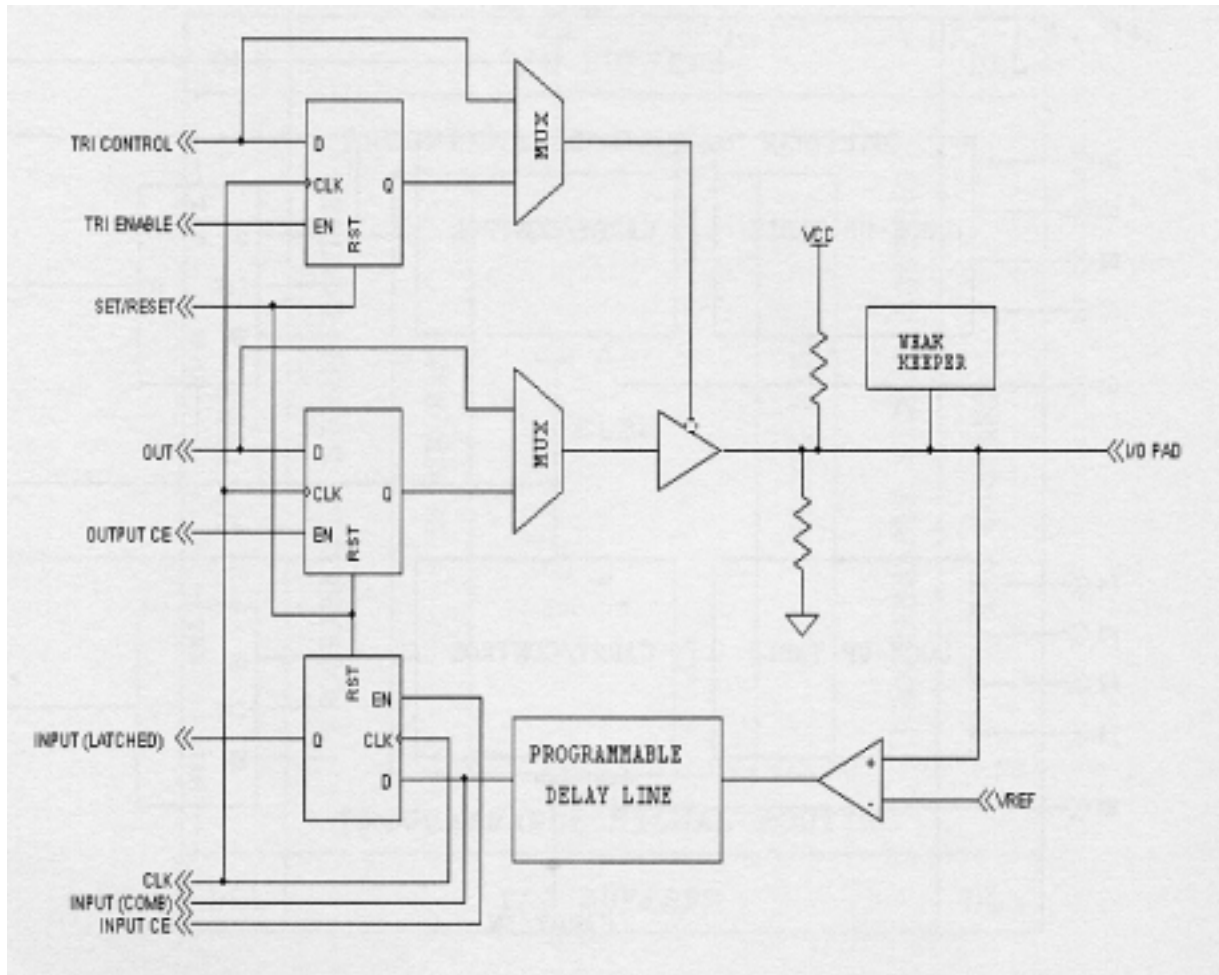 TRI CONTROL
TRI ENABLE
SET/RESET
D
CLK
Q
EN
RST
MUX
VCC
WEAK
KEEPER
OUT
OUTPUT CE
D
CLK
Q
EN
RST
MUX
I/O PAD
INPUT (LATCHED)
RST
EN
Q
CLK
D
PROGRAMMABLE
DELAY LINE
+
-
VREF
CLK
INPUT (COMB)
INPUT CE